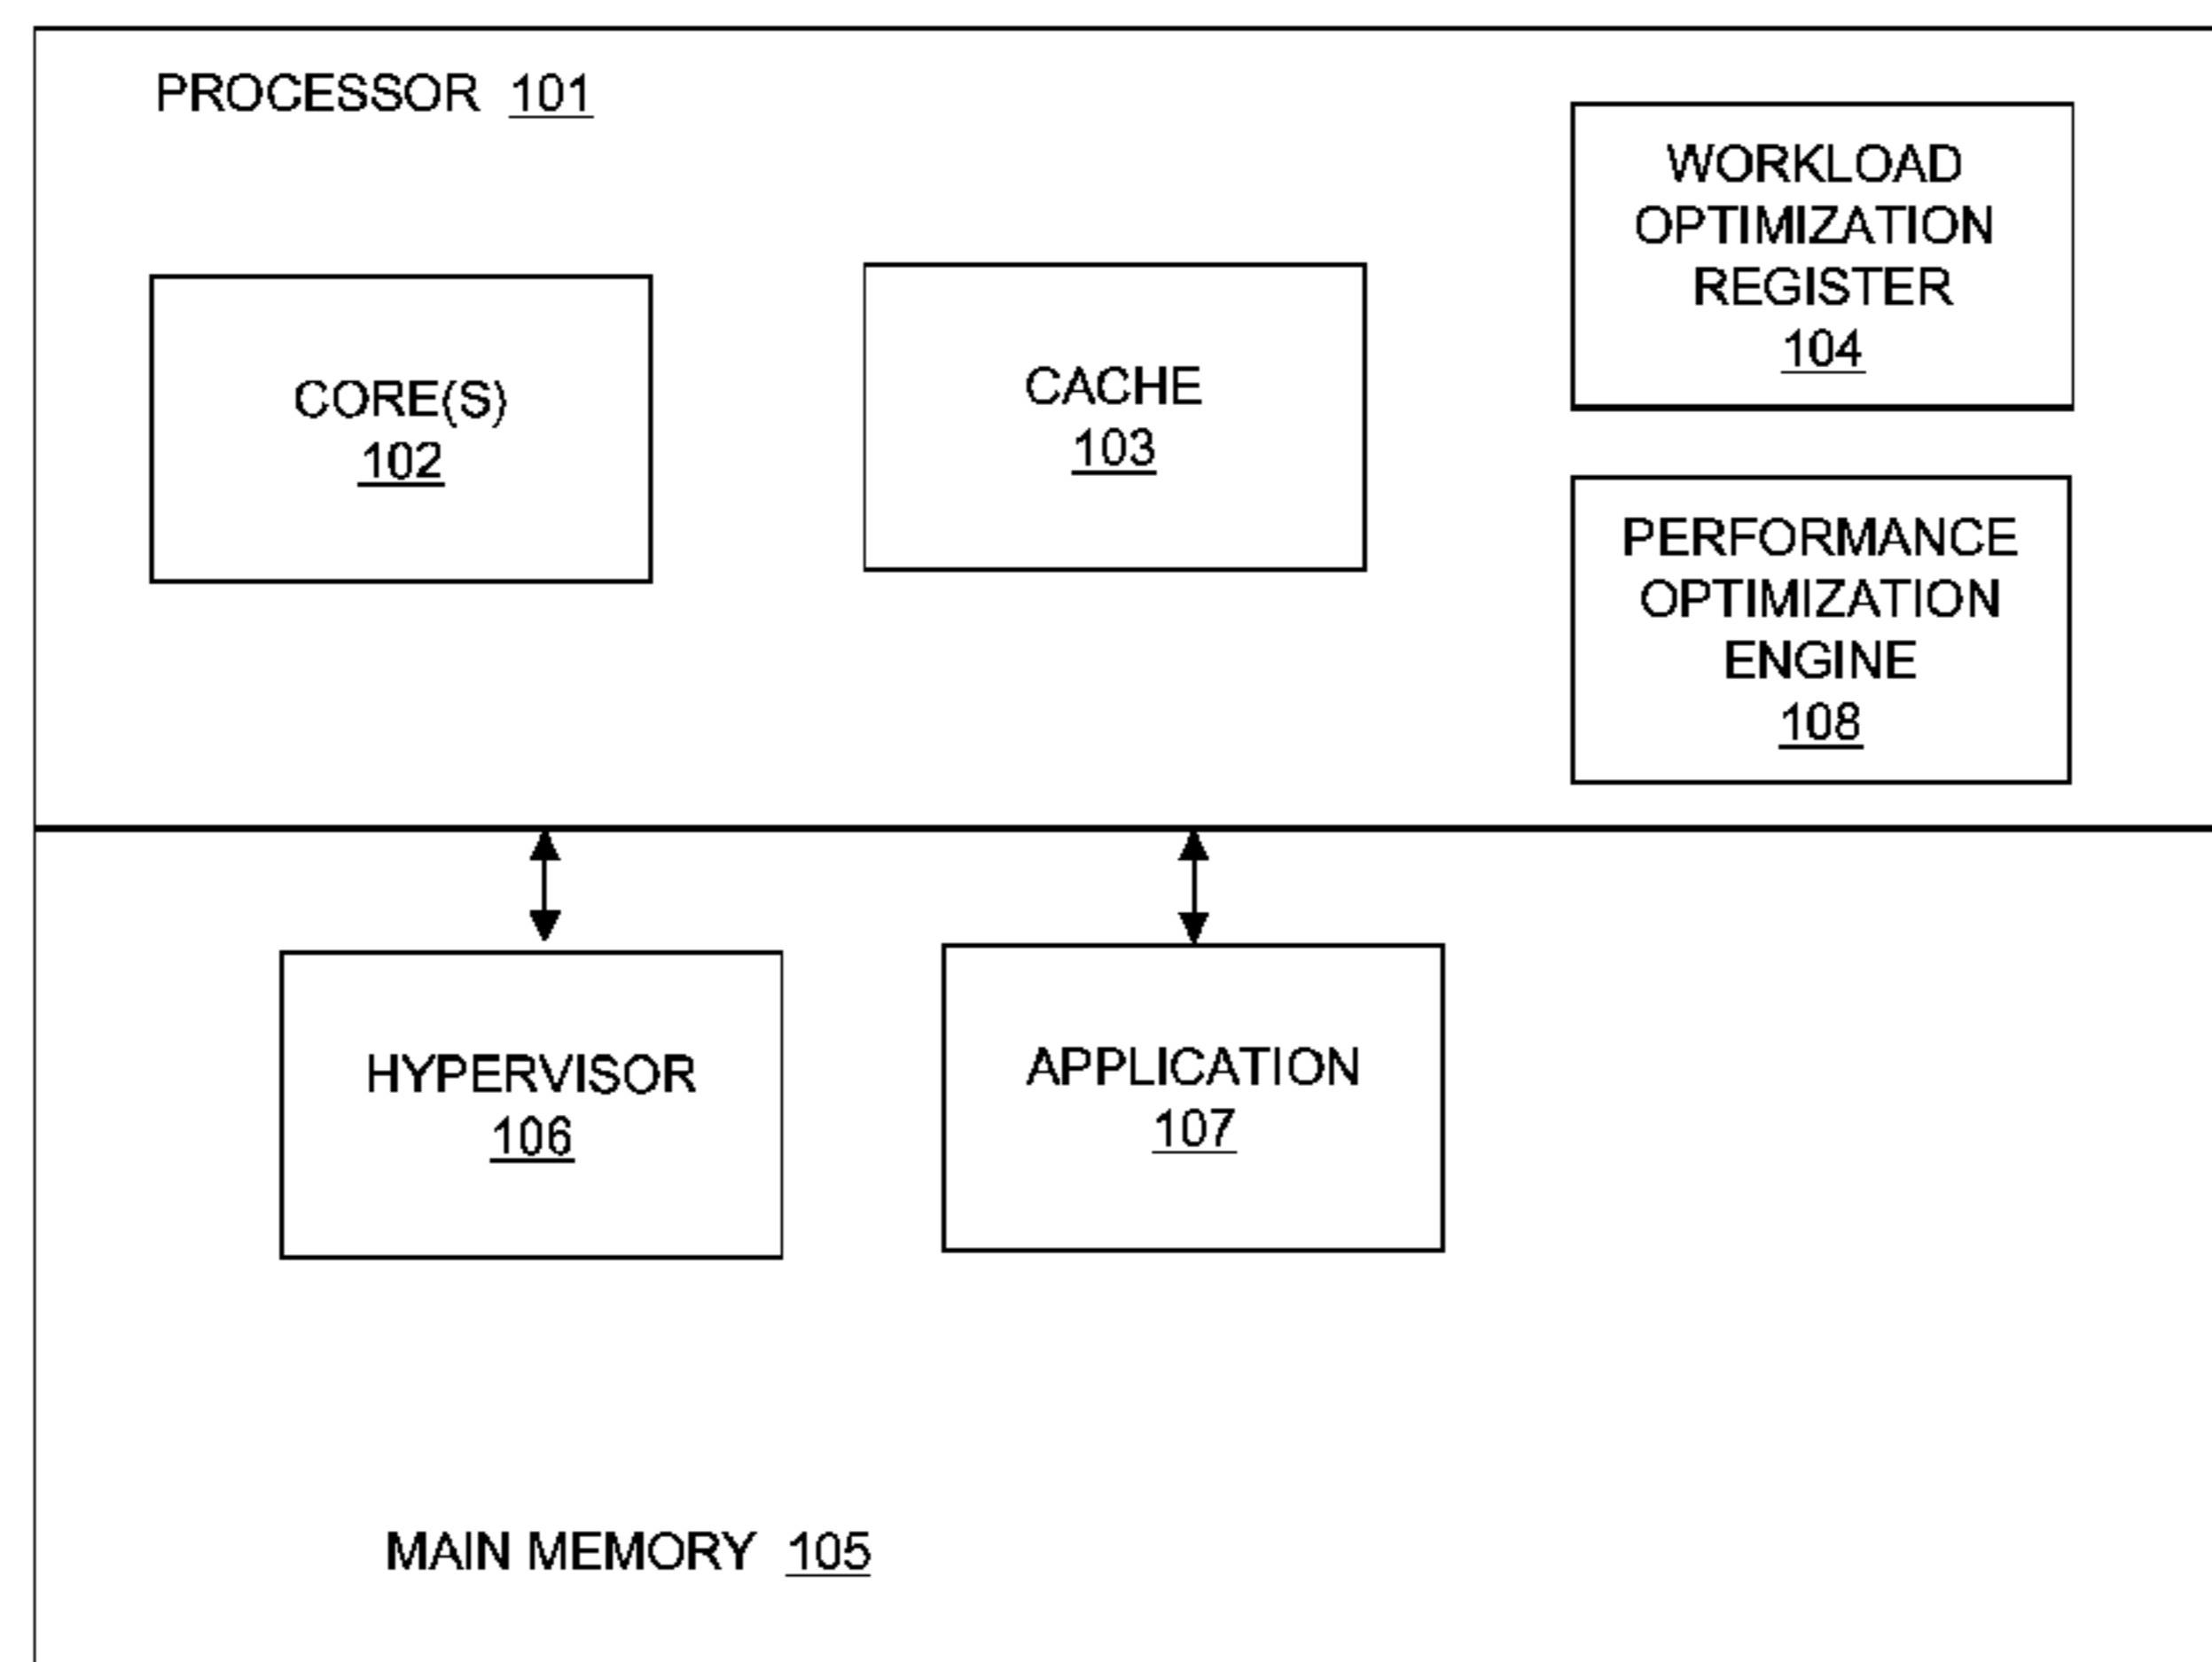 PROCESSOR 101
WORKLOAD
OPTIMIZATION
REGISTER
104
CORE(S)
102
CACHE
103
PERFORMANCE
OPTIMIZATION
ENGINE
108
HYPERVISOR
106
APPLICATION
107
MAIN MEMORY 105